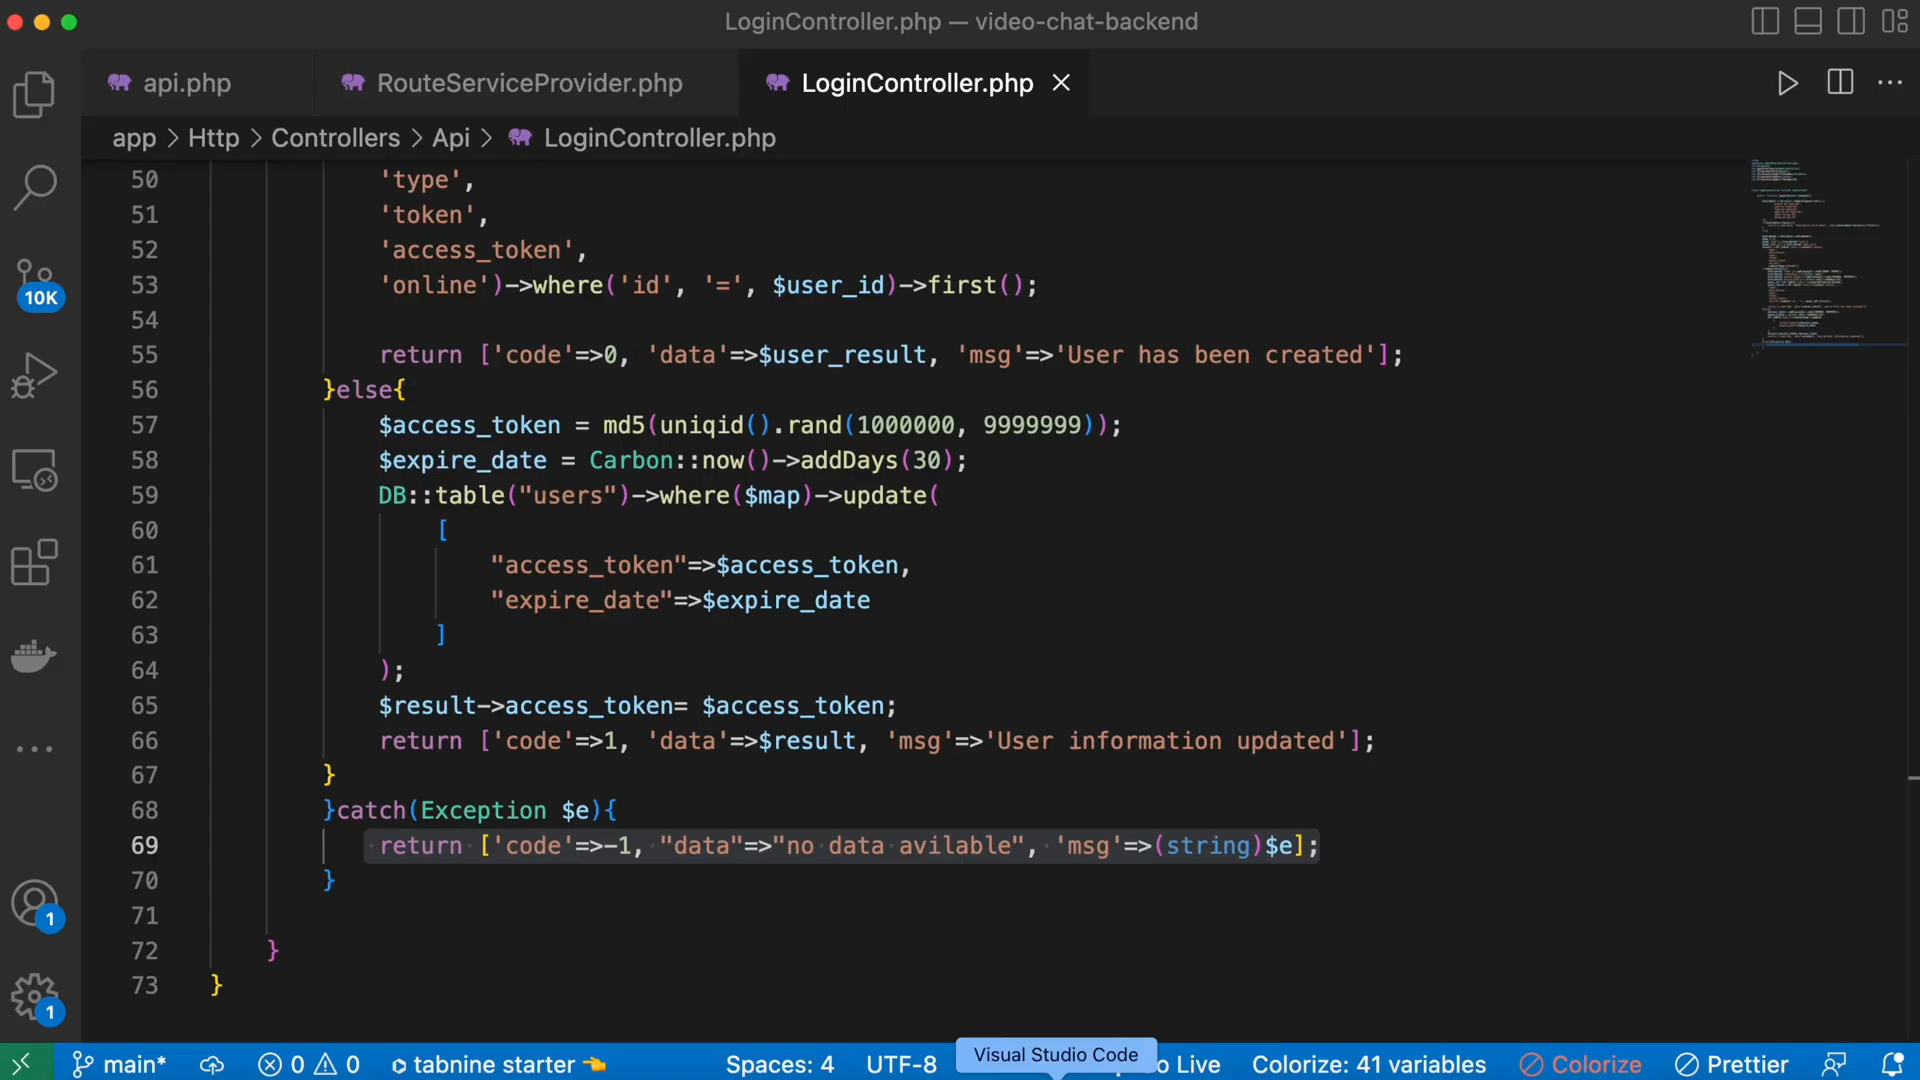 LoginController.php — video-chat-backend
api.php
RouteServiceProvider.php
LoginController.php
app > Http > Controllers > Api > LoginController.php
50 'type',
51 'token',
52 'access_token',
53 'online')->where('id', '=', $user_id)->first();
54
55 return ['code'=>0, 'data'=>$user_result, 'msg'=>'User has been created'];
56 }else{
57 $access_token = md5(uniqid().rand(1000000, 9999999));
58 $expire_date = Carbon::now()->addDays(30);
59 DB::table("users")->where($map)->update(
60 [
61 "access_token"=>$access_token,
62 "expire_date"=>$expire_date
63 ]
64 );
65 $result->access_token= $access_token;
66 return ['code'=>1, 'data'=>$result, 'msg'=>'User information updated'];
67 }
68 }catch(Exception $e){
69 return ['code'=>-1, "data"=>"no data avilable", 'msg'=>(string)$e];
70 }
71
72 }
73 }
10K
1
1
main* 0 0 tabnine starter Spaces: 4 UTF-8 Visual Studio Code o Live Colorize: 41 variables Colorize Prettier